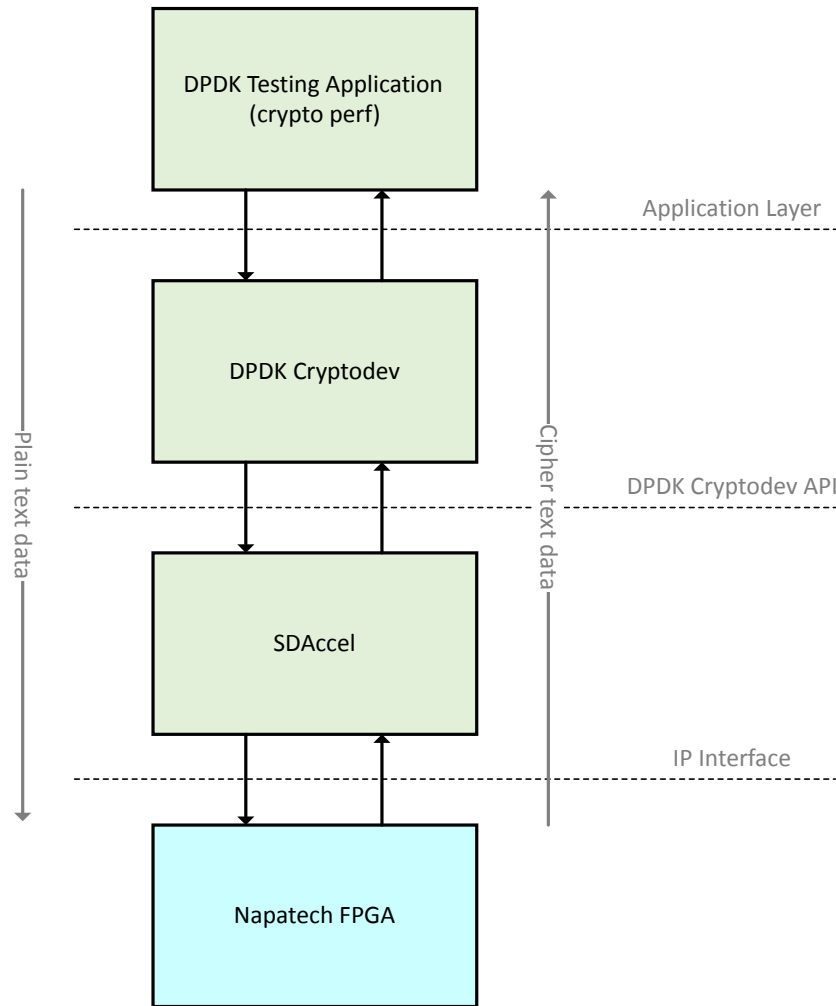 DPDK Testing Application
(crypto perf)
Application Layer
DPDK Cryptodev
Plain text data
Cipher text data
DPDK Cryptodev API
SDAccel
IP Interface
Napatech FPGA